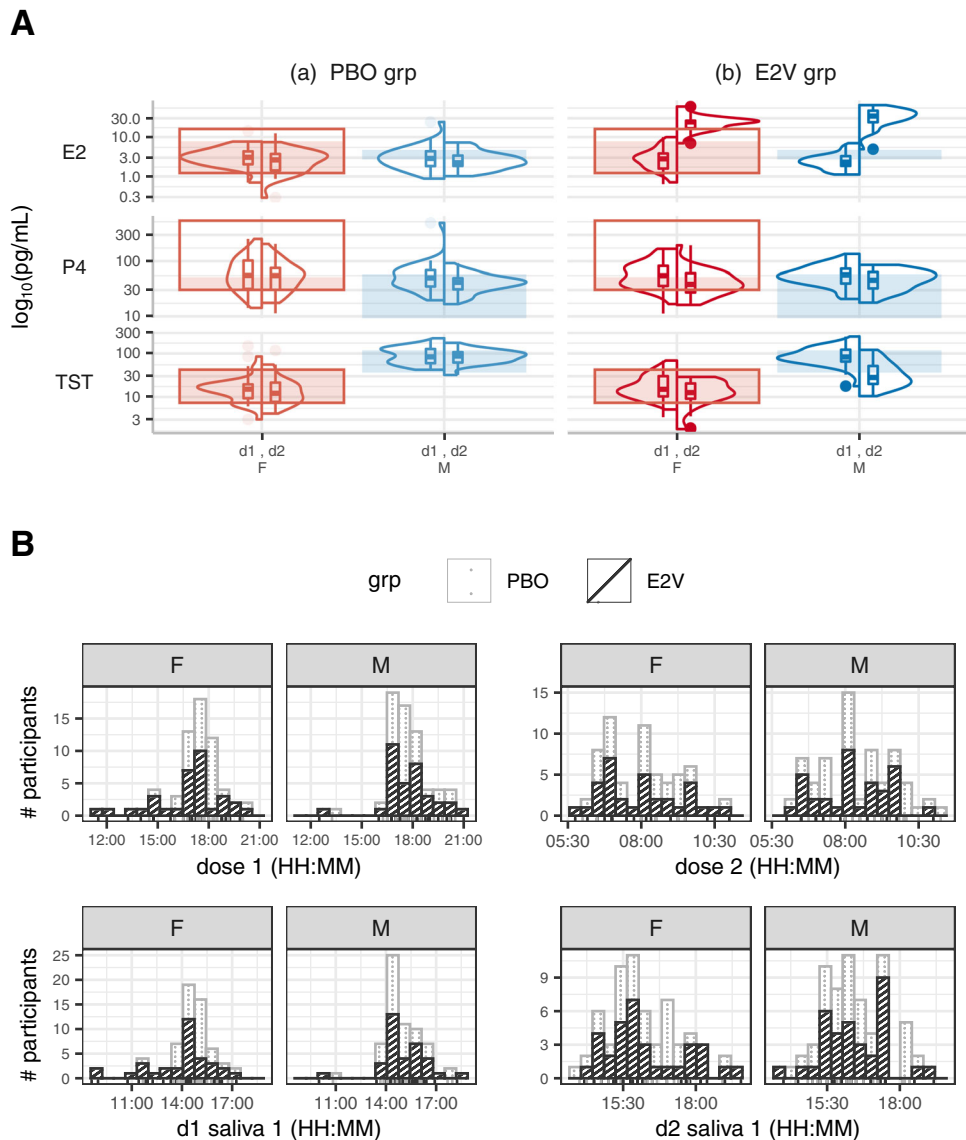 A
(a) PBO grp
(b) E2V grp
log10(pg/mL)
E2
30.0
10.0
3.0
1.0
0.3
P4
300
100
30
10
TST
300
100
30
10
3
d1 , d2
F
d1 , d2
M
d1 , d2
F
d1 , d2
M
B
grp PBO E2V
F M
# participants
15
10
5
0
12:00 15:00 18:00 21:00
12:00 15:00 18:00 21:00
dose 1 (HH:MM)
F M
15
10
5
0
05:30 08:00 10:30
05:30 08:00 10:30
dose 2 (HH:MM)
F M
# participants
25
20
15
10
5
0
11:00 14:00 17:00
11:00 14:00 17:00
d1 saliva 1 (HH:MM)
F M
9
6
3
0
15:30 18:00
15:30 18:00
d2 saliva 1 (HH:MM)